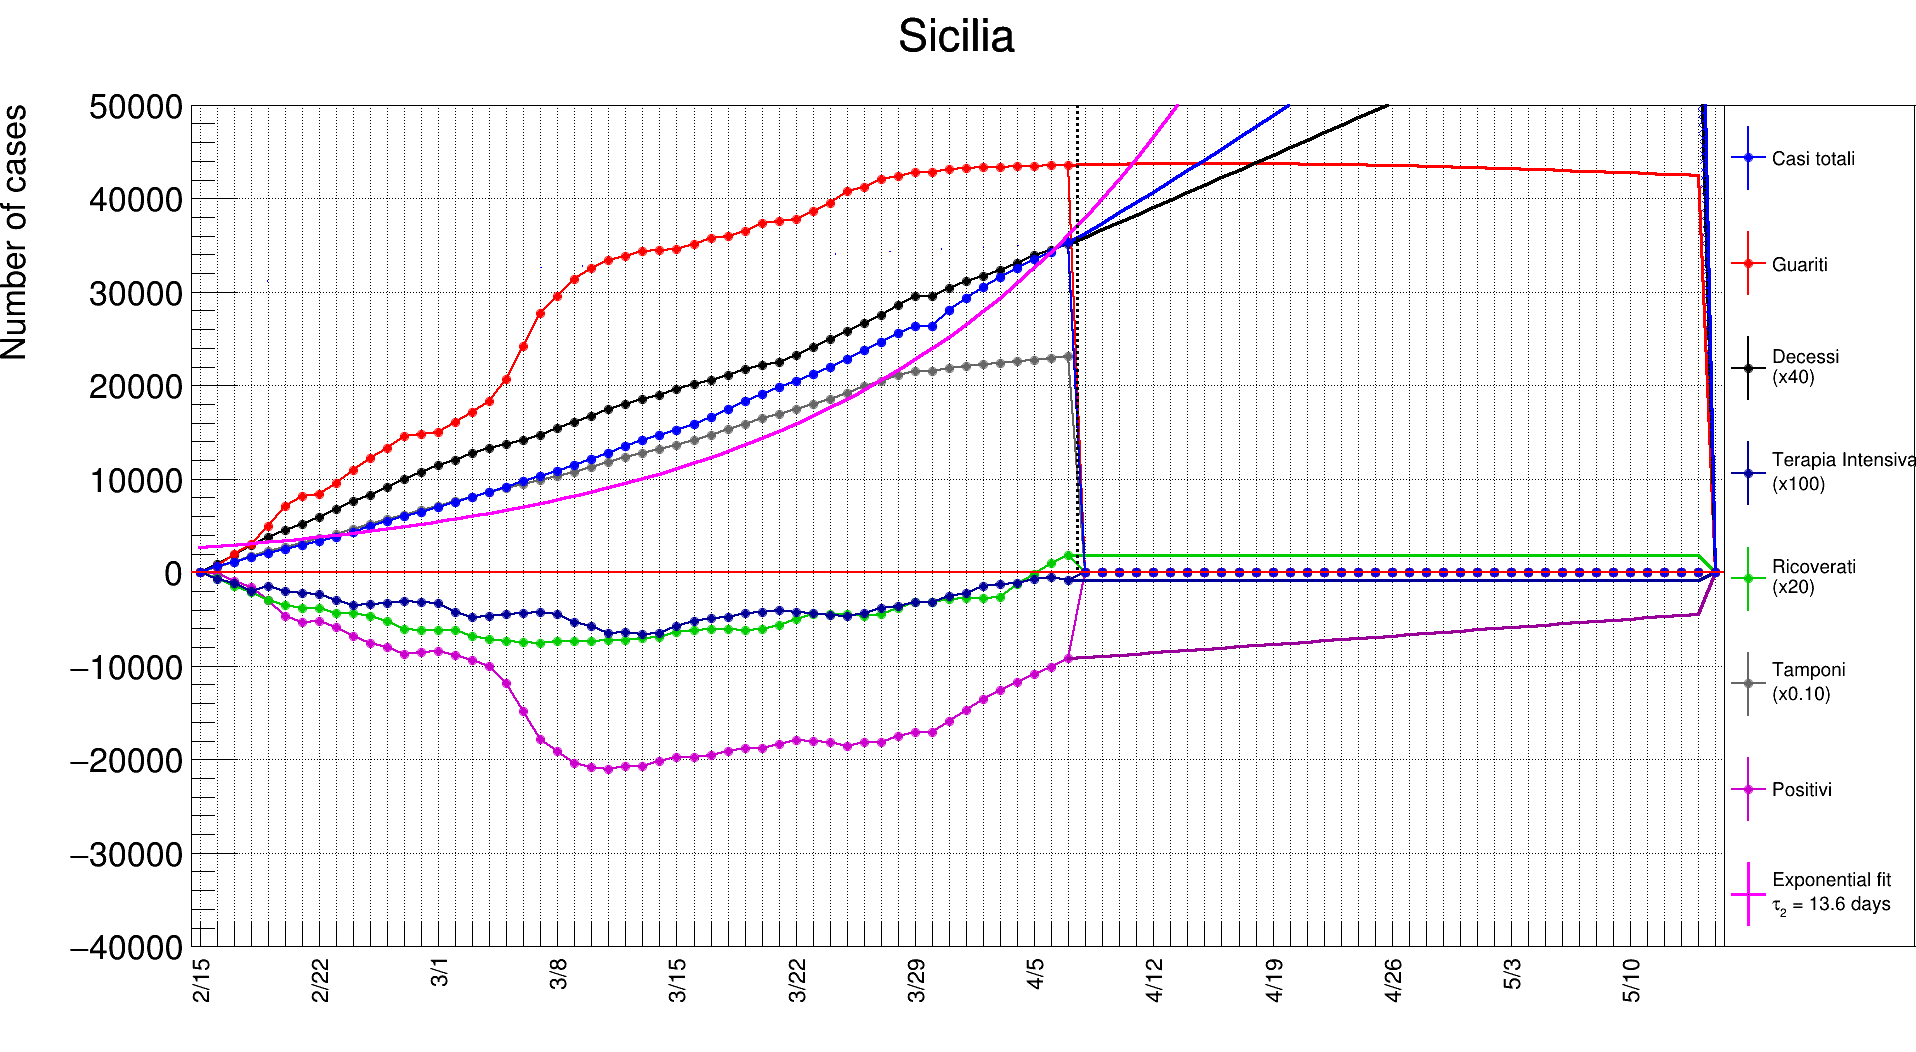 Sicilia
Number of cases
50000
40000
30000
20000
10000
0
−10000
−20000
−30000
−40000
2/15
2/22
3/1
3/8
3/15
3/22
3/29
4/5
4/12
4/19
4/26
5/3
5/10
Casi totali
Guariti
Decessi
(x40)
Terapia Intensiva
(x100)
Ricoverati
(x20)
Tamponi
(x0.10)
Positivi
Exponential fit
τ2 = 13.6 days